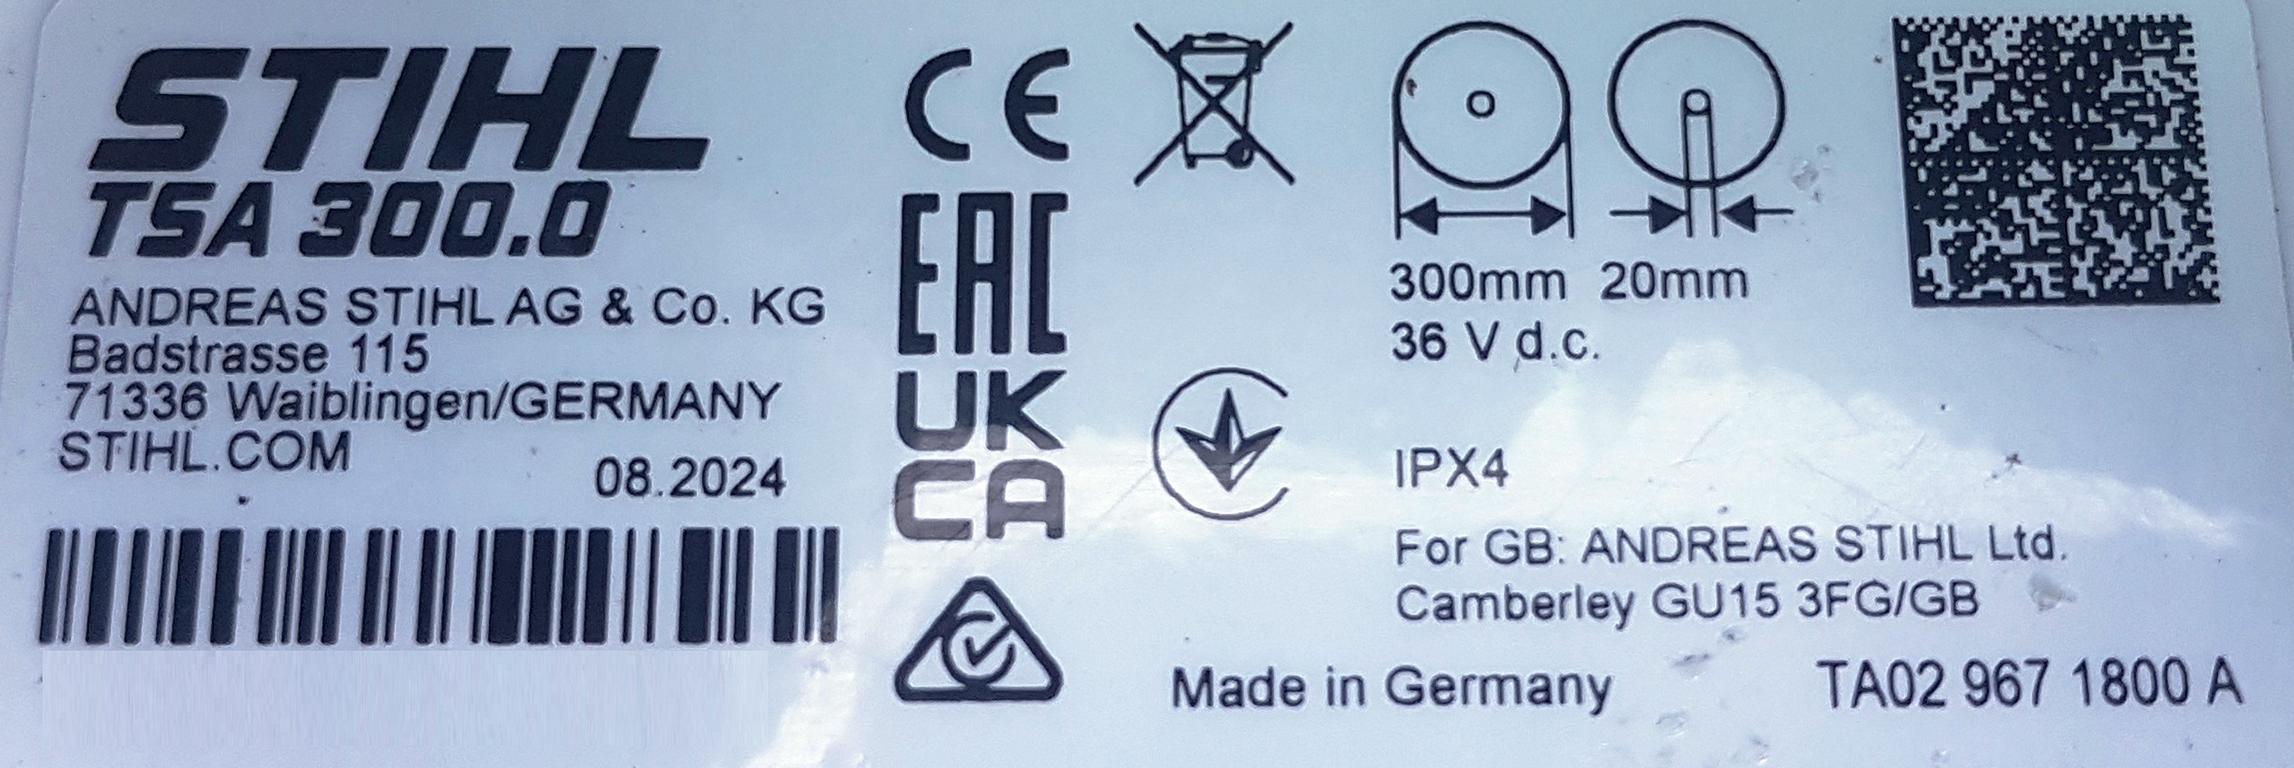 STIHL
TSA 300.0
ANDREAS STIHL AG & Co. KG
Badstrasse 115
71336 Waiblingen/GERMANY
STIHL.COM
08.2024
CE
EAC
UK
CA
300mm 20mm
36 V d.c.
IPX4
For GB: ANDREAS STIHL Ltd.
Camberley GU15 3FG/GB
Made in Germany
TA02 967 1800 A